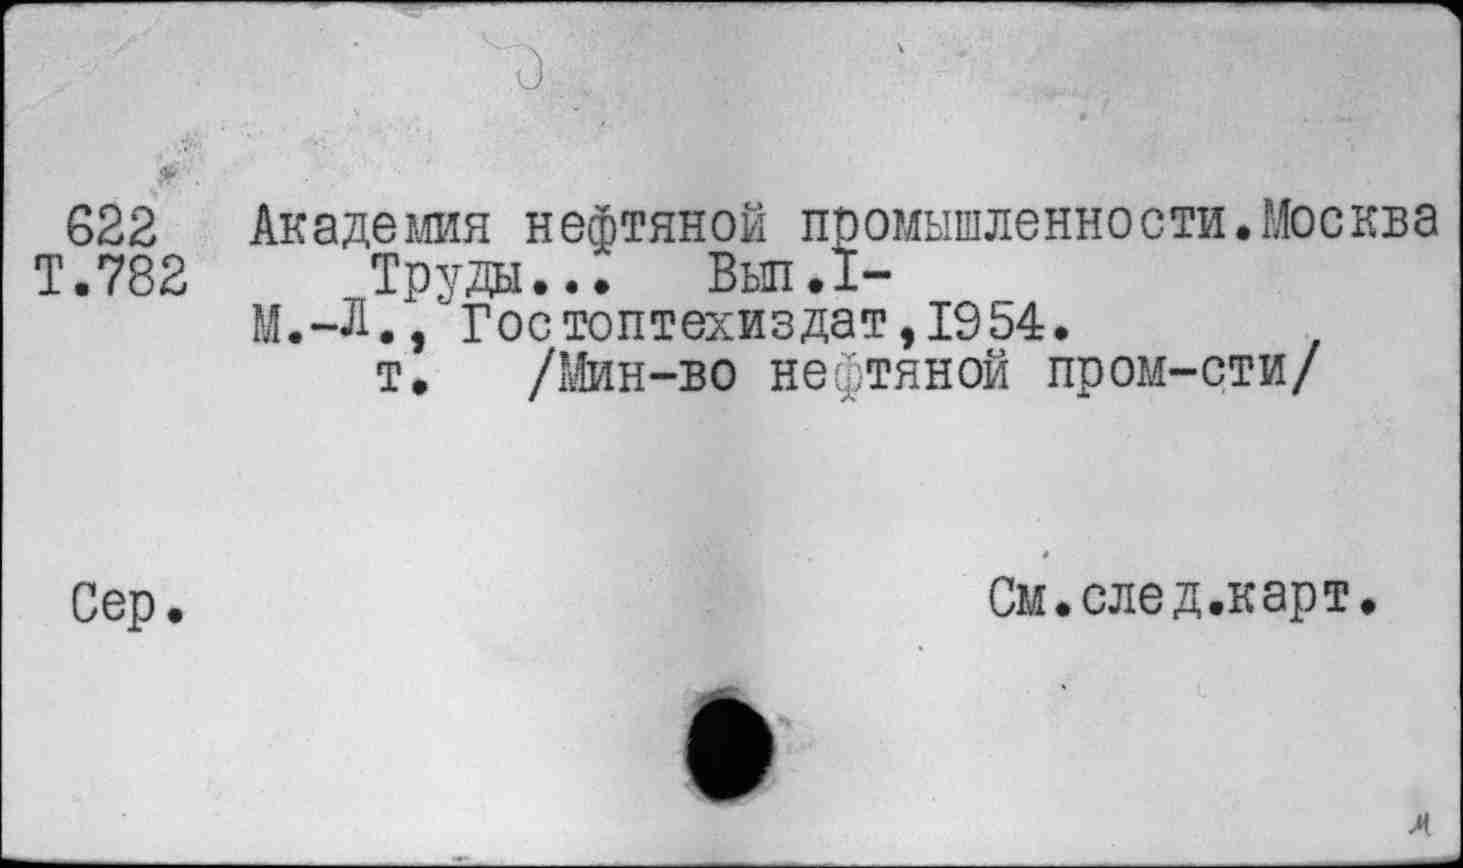 622 Академия нефтяной промышленности.Москва
Т.782 Труды... Вып.I-
М.-Л., Гостоптехиздат,1954.
т. /Мин-во нефтяной пром-сти/
Сер. См.след.карт.
м